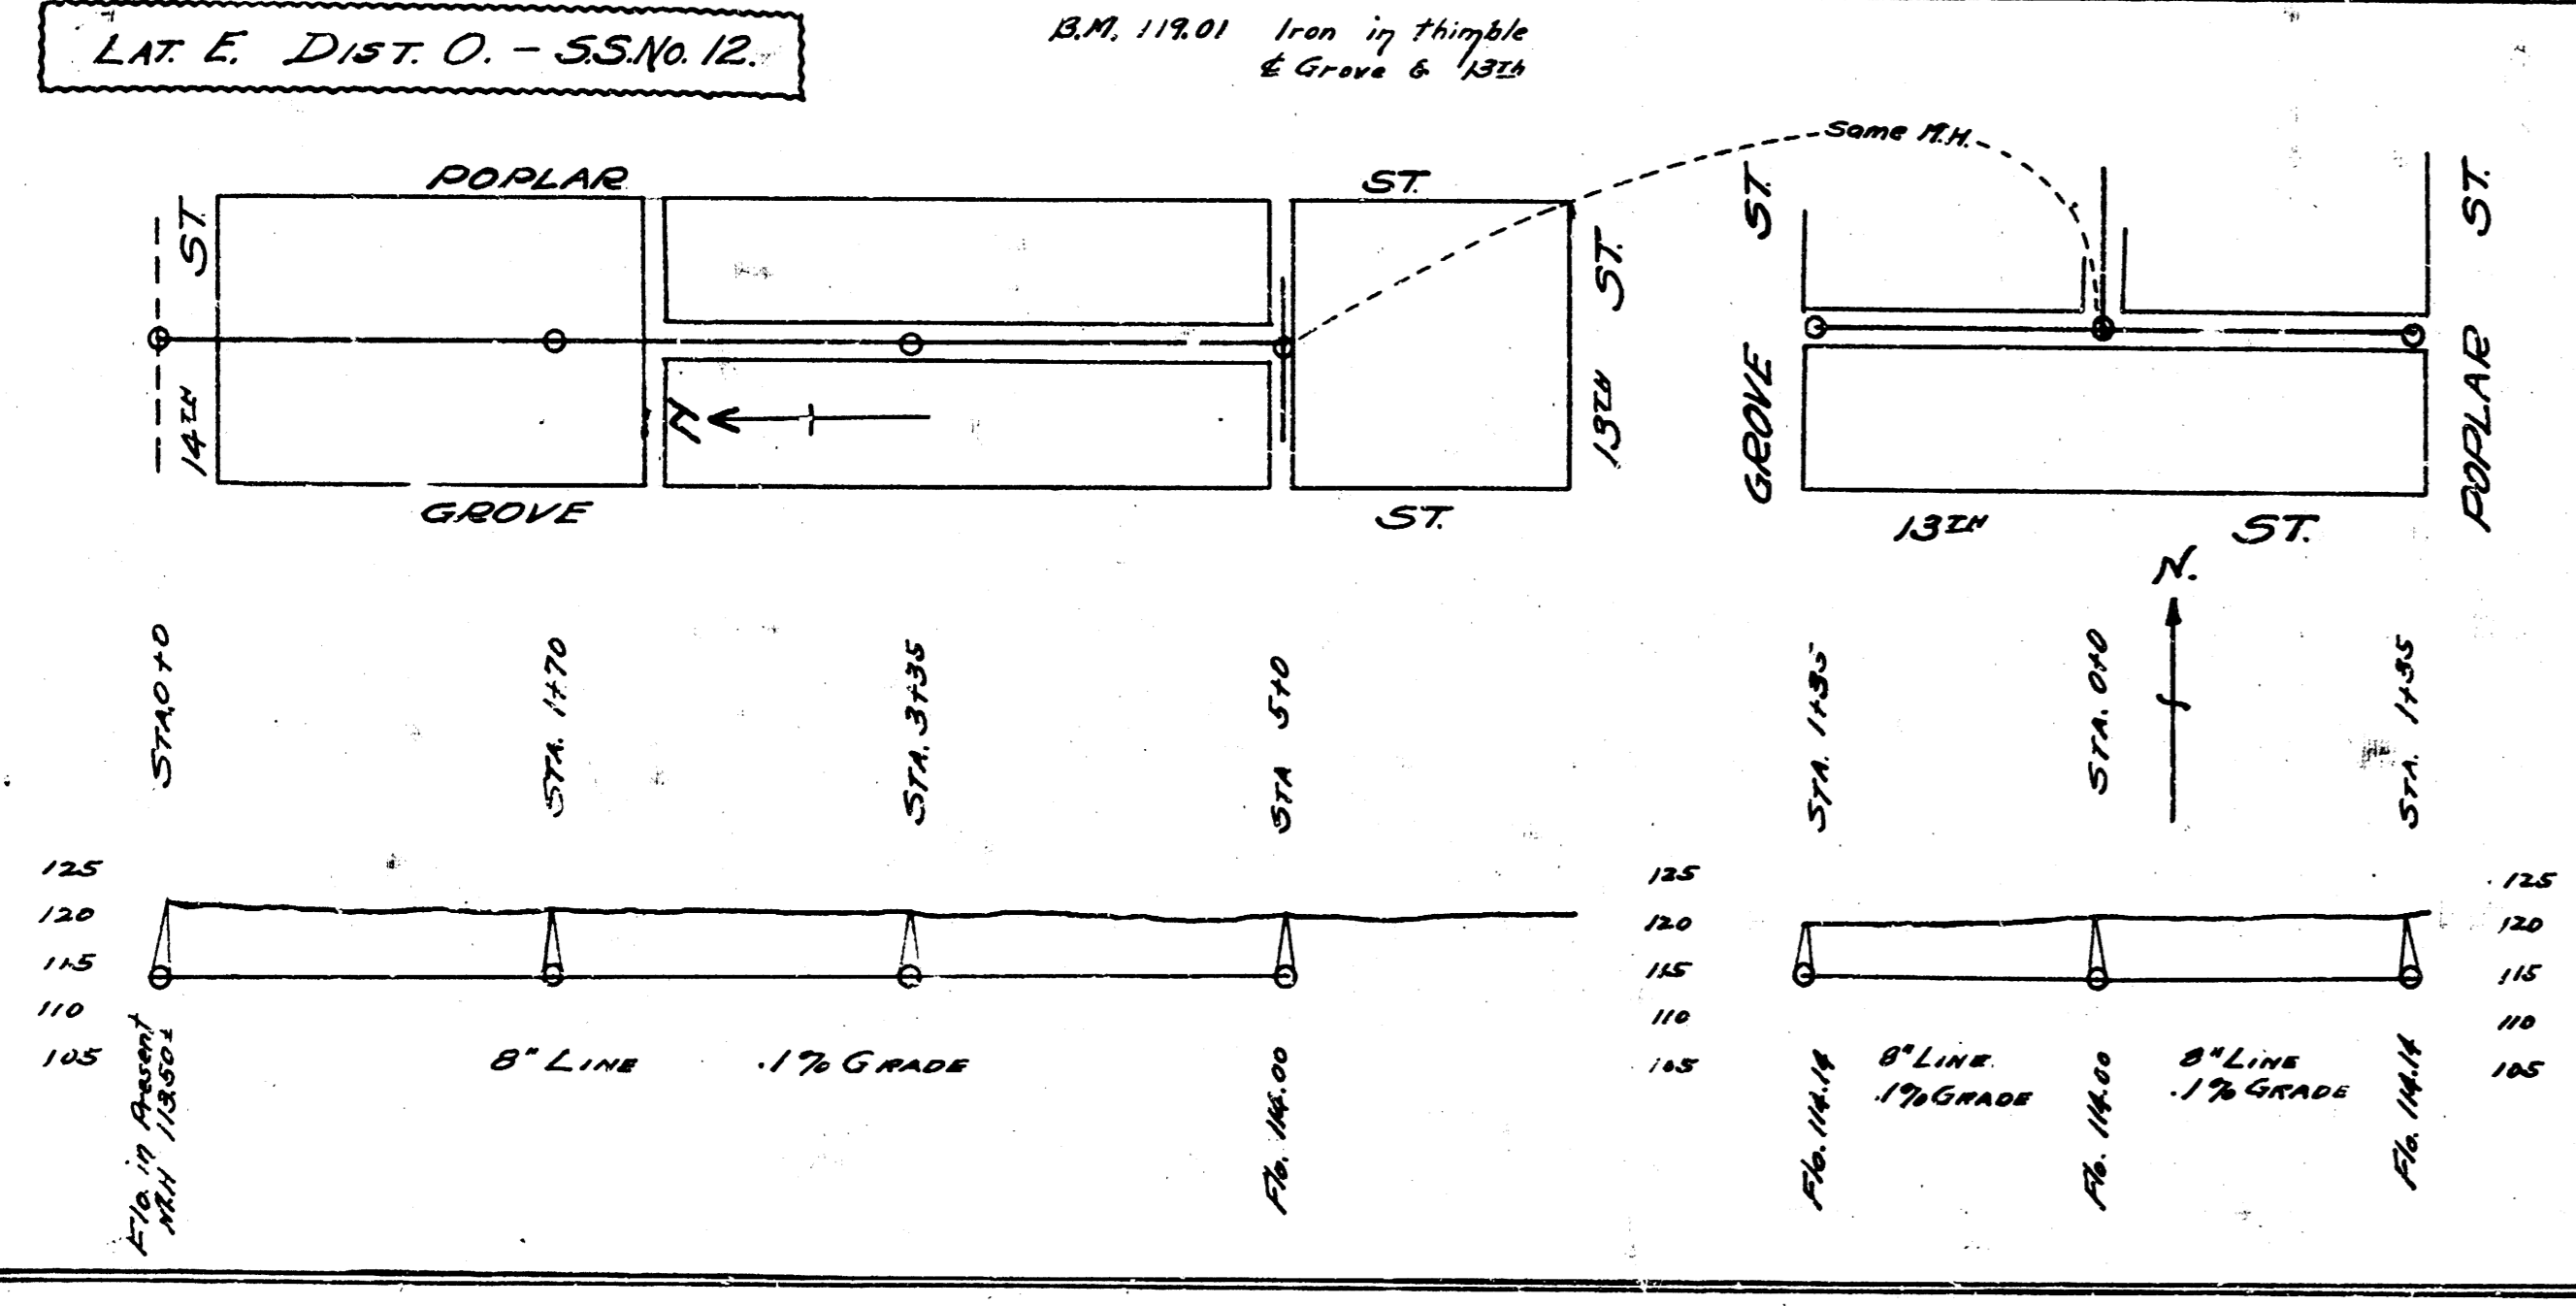 LAT. E. DIST. O. - S.S.No. 12.
B.M. 119.01 Iron in thimble
℄ Grove & 13TH
Same M.H.
POPLAR ST.
14TH ST.
13TH ST.
GROVE ST.
N
GROVE ST.
POPLAR ST.
13TH ST.
N.
STA. 0+0
STA. 1+70
STA. 3+35
STA 5+0
STA. 1+35
STA. 0+0
STA. 1+35
125
120
115
110
105
125
120
115
110
105
125
120
115
110
105
Flo. in Present
M.H 113.50±
8" LINE .1% GRADE
Flo. 114.00
Flo. 114.14
8" LINE.
.1% GRADE
Flo. 114.00
8" LINE
.1% GRADE
Flo. 114.14